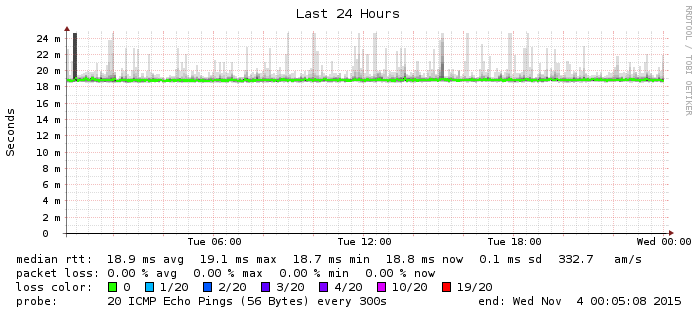 Last 24 Hours
RRDTOOL / TOBI OETIKER
Seconds
24 m
22 m
20 m
18 m
16 m
14 m
12 m
10 m
8 m
6 m
4 m
2 m
0
Tue 06:00 Tue 12:00 Tue 18:00 Wed 00:00
median rtt: 18.9 ms avg 19.1 ms max 18.7 ms min 18.8 ms now 0.1 ms sd 332.7 am/s
packet loss: 0.00 % avg 0.00 % max 0.00 % min 0.00 % now
loss color: 0 1/20 2/20 3/20 4/20 10/20 19/20
probe: 20 ICMP Echo Pings (56 Bytes) every 300s end: Wed Nov 4 00:05:08 2015